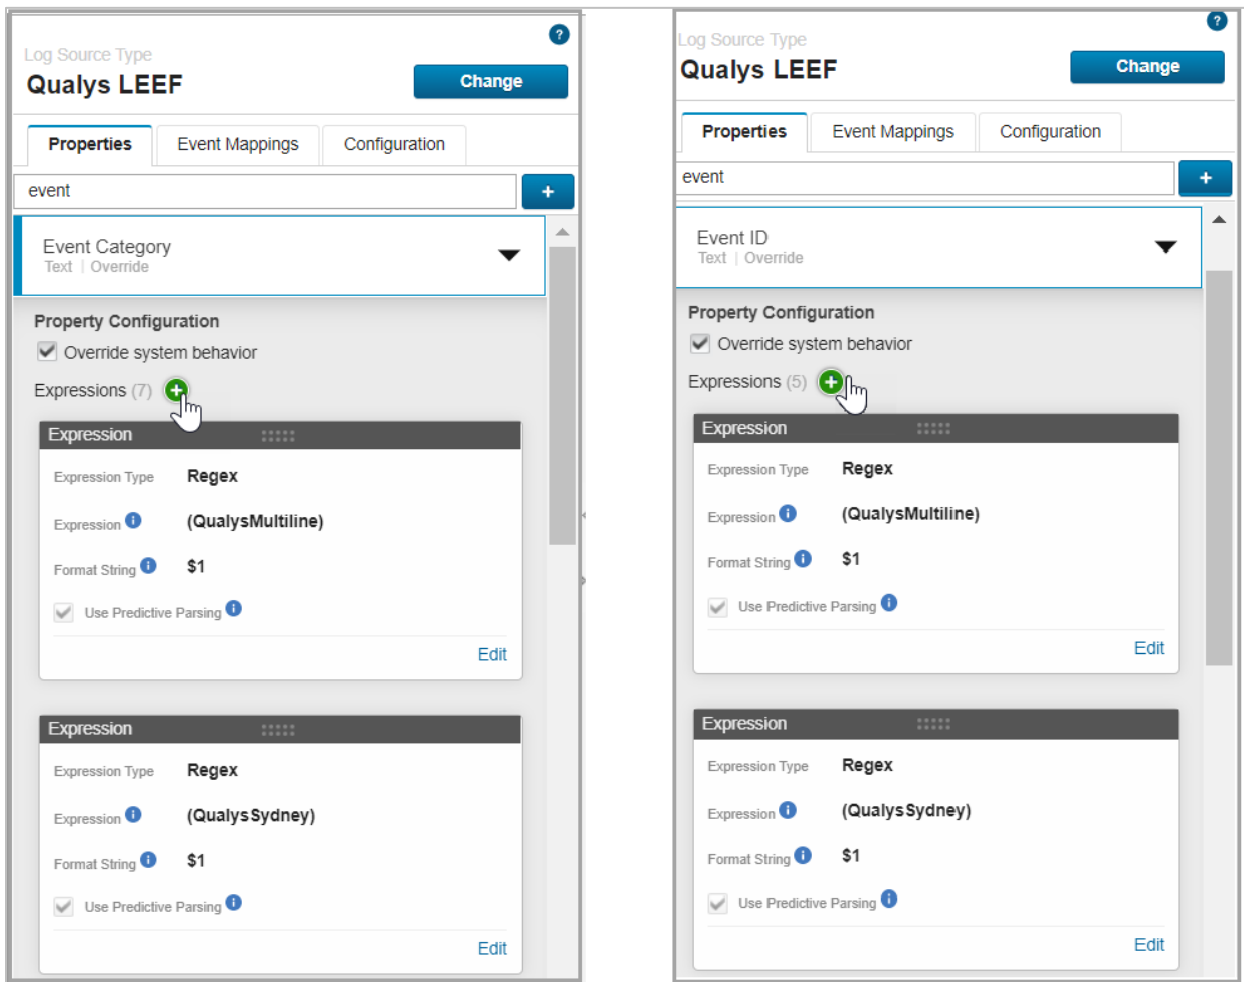 Log Source Type
Qualys LEEF
Change
Properties
Event Mappings
Configuration
event
+
Event Category
Text | Override
Property Configuration
Override system behavior
Expressions (7)
Expression
Expression Type Regex
Expression (QualysMultiline)
Format String $1
Use Predictive Parsing
Edit
Expression
Expression Type Regex
Expression (QualysSydney)
Format String $1
Use Predictive Parsing
Edit
Log Source Type
Qualys LEEF
Change
Properties
Event Mappings
Configuration
event
+
Event ID
Text | Override
Property Configuration
Override system behavior
Expressions (5)
Expression
Expression Type Regex
Expression (QualysMultiline)
Format String $1
Use Predictive Parsing
Edit
Expression
Expression Type Regex
Expression (QualysSydney)
Format String $1
Use Predictive Parsing
Edit